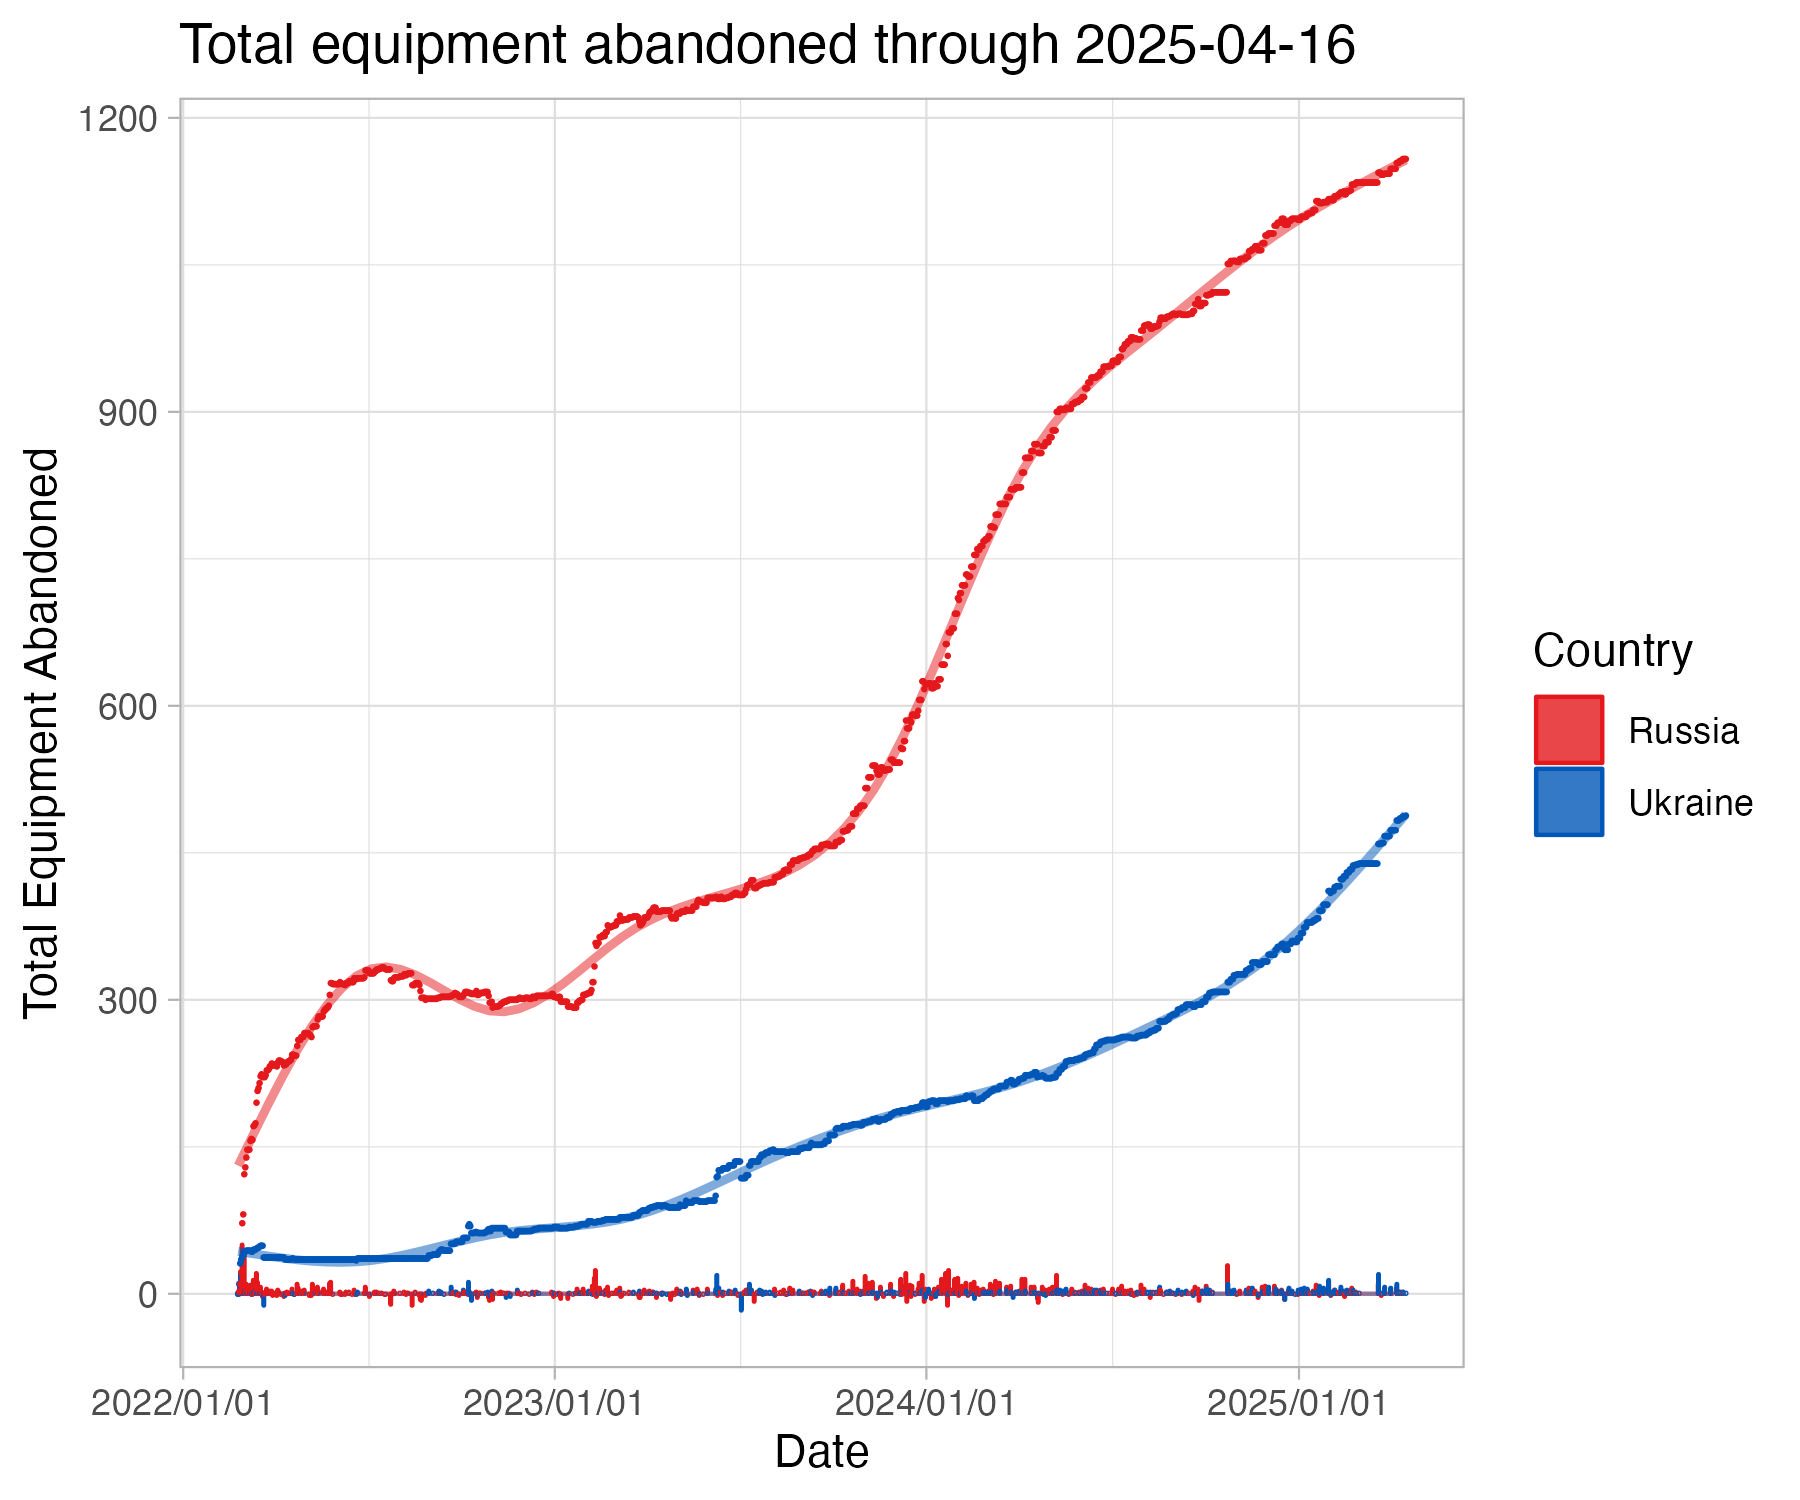 Total equipment abandoned through 2025-04-16
Total Equipment Abandoned
1200
900
600
300
0
2022/01/01
2023/01/01
2024/01/01
2025/01/01
Date
Country
Russia
Ukraine